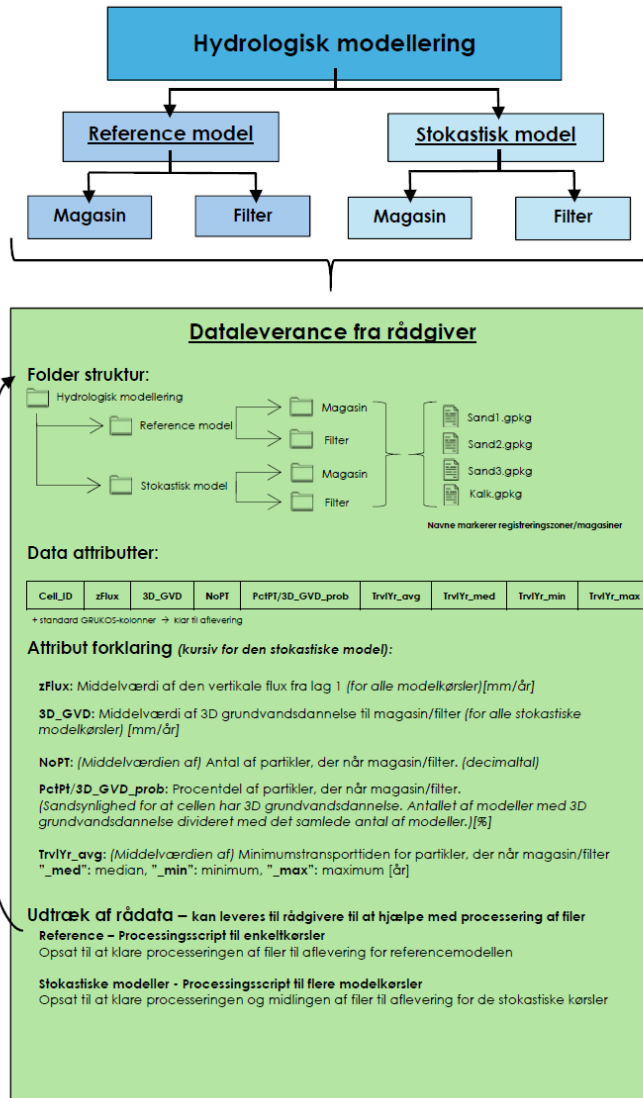 Hydrologisk modellering
Reference model
Stokastisk model
Magasin
Filter
Magasin
Filter
Dataleverance fra rådgiver
Folder struktur:
Hydrologisk modellering
Reference model
Magasin
Filter
Stokastisk model
Magasin
Filter
Sand1.gpkg
Sand2.gpkg
Sand3.gpkg
Kalk.gpkg
Navne markerer registreringszoner/magasiner
Data attributter:
Cell_ID zFlux 3D_GVD NoPT PctPT/3D_GVD_prob TrvlYr_avg TrvlYr_med TrvlYr_min TrvlYr_max
+ standard GRUKOS-kolonner → klar til aflevering
Attribut forklaring (kursiv for den stokastiske model):
zFlux: Middelværdi af den vertikale flux fra lag 1 (for alle modelkørsler)[mm/år]
3D_GVD: Middelværdi af 3D grundvandsdannelse til magasin/filter (for alle stokastiske
modelkørsler) [mm/år]
NoPT: (Middelværdien af) Antal af partikler, der når magasin/filter. (decimaltal)
PctPt/3D_GVD_prob: Procentdel af partikler, der når magasin/filter.
(Sandsynlighed for at cellen har 3D grundvandsdannelse. Antallet af modeller med 3D
grundvandsdannelse divideret med det samlede antal af modeller.)[%]
TrvlYr_avg: (Middelværdien af) Minimumstransporttiden for partikler, der når magasin/filter
"_med": median, "_min": minimum, "_max": maximum [år]
Udtræk af rådata – kan leveres til rådgivere til at hjælpe med processering af filer
Reference – Processingsscript til enkeltkørsler
Opsat til at klare processeringen af filer til aflevering for referencemodellen
Stokastiske modeller - Processingsscript til flere modelkørsler
Opsat til at klare processeringen og midlingen af filer til aflevering for de stokastiske kørsler